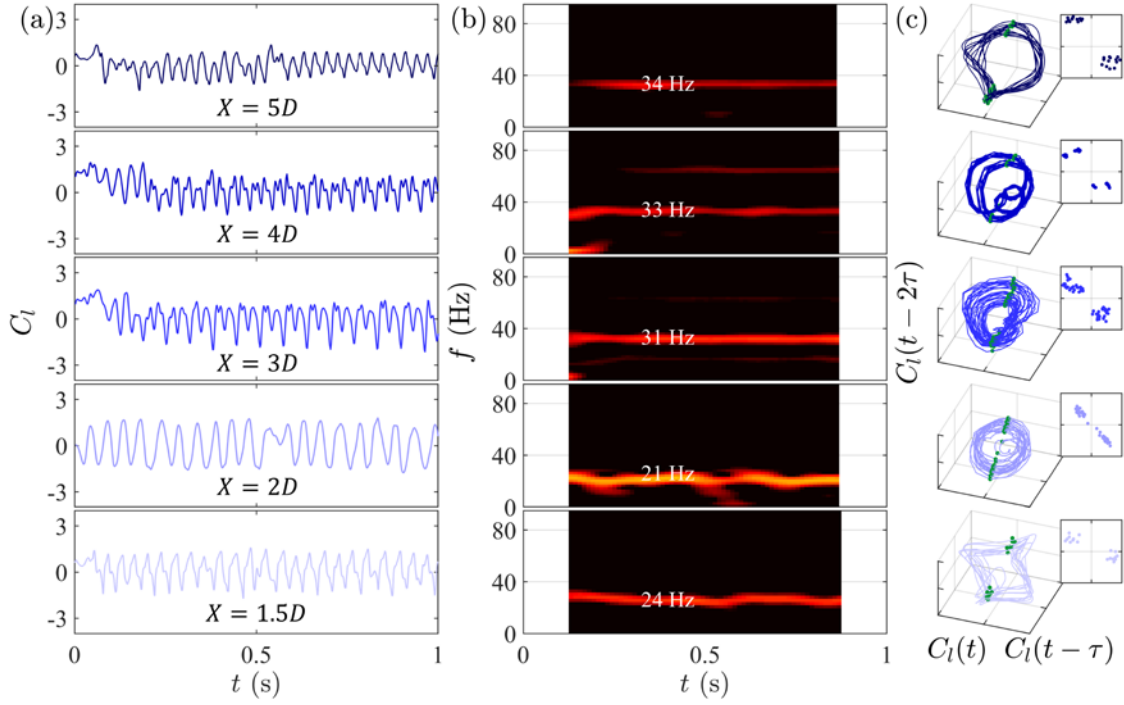 (a)
(b)
(c)
3
0
-3
X = 5D
3
0
-3
X = 4D
3
0
-3
X = 3D
3
0
-3
X = 2D
3
0
-3
X = 1.5D
C_l
0
0.5
1
t (s)
80
40
0
34 Hz
80
40
0
33 Hz
80
40
0
31 Hz
80
40
0
21 Hz
80
40
0
24 Hz
f (Hz)
0
0.5
1
t (s)
C_l(t − 2τ)
C_l(t)
C_l(t − τ)